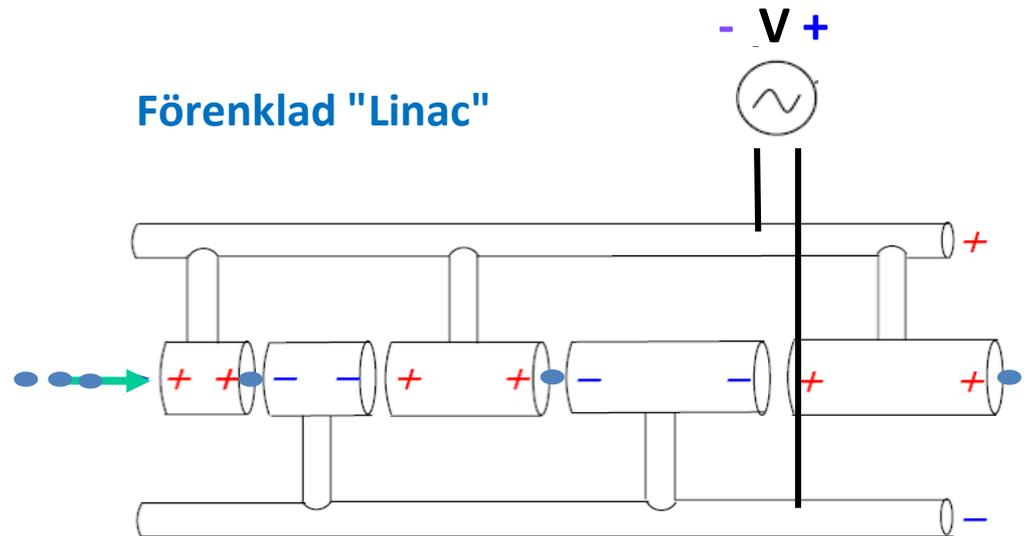 - V +
Förenklad "Linac"
+
+ + − − + + − − + +
−